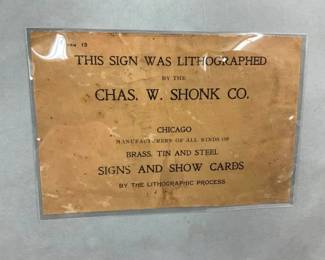 13
THIS SIGN WAS LITHOGRAPHED
BY THE
CHAS. W. SHONK CO.
CHICAGO
MANUFACTURERS OF ALL KINDS OF
BRASS, TIN AND STEEL
SIGNS AND SHOW CARDS
BY THE LITHOGRAPHIC PROCESS